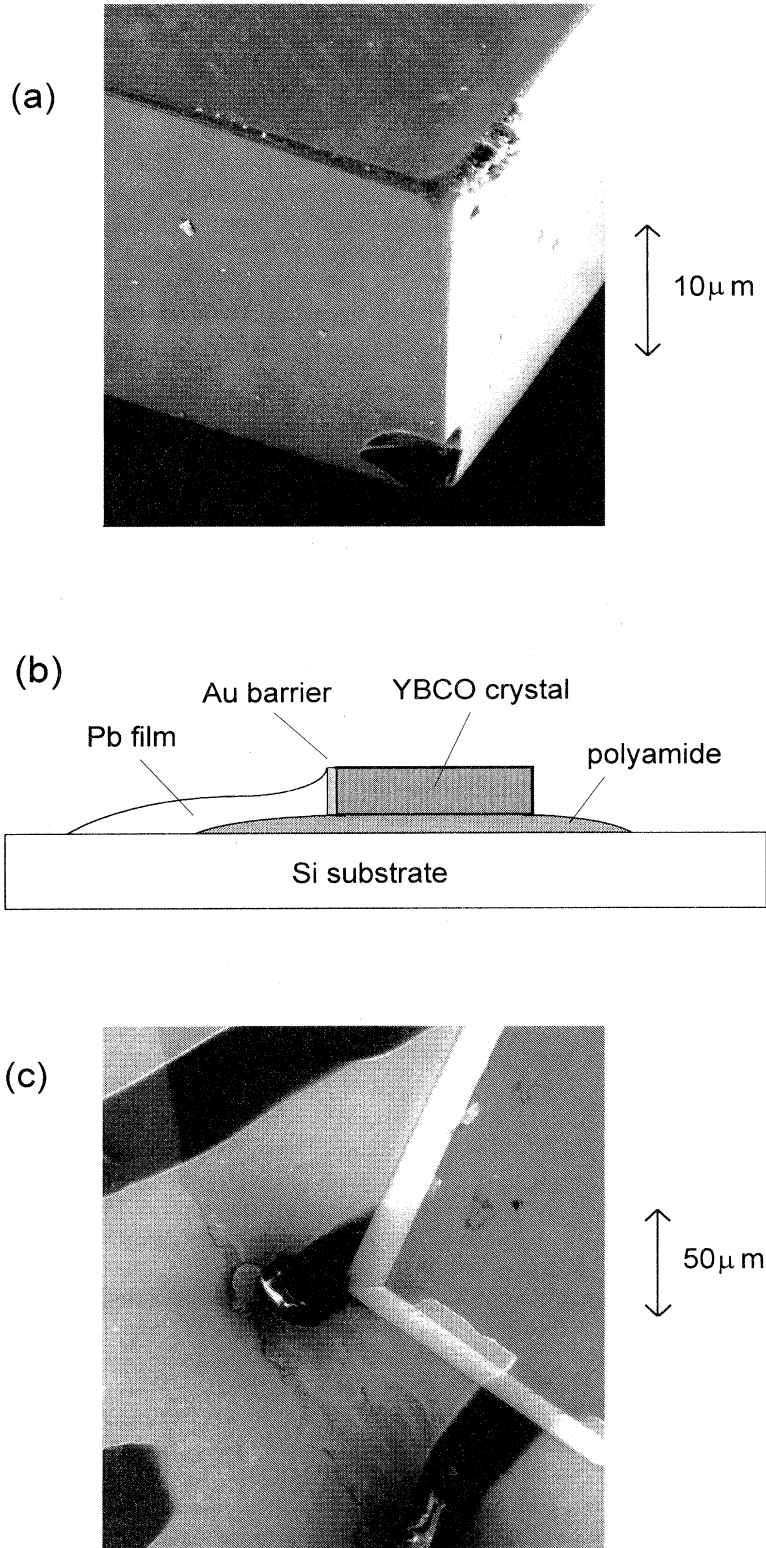 (a)
10μm
(b)
Au barrier
YBCO crystal
Pb film
polyamide
Si substrate
(c)
50μm